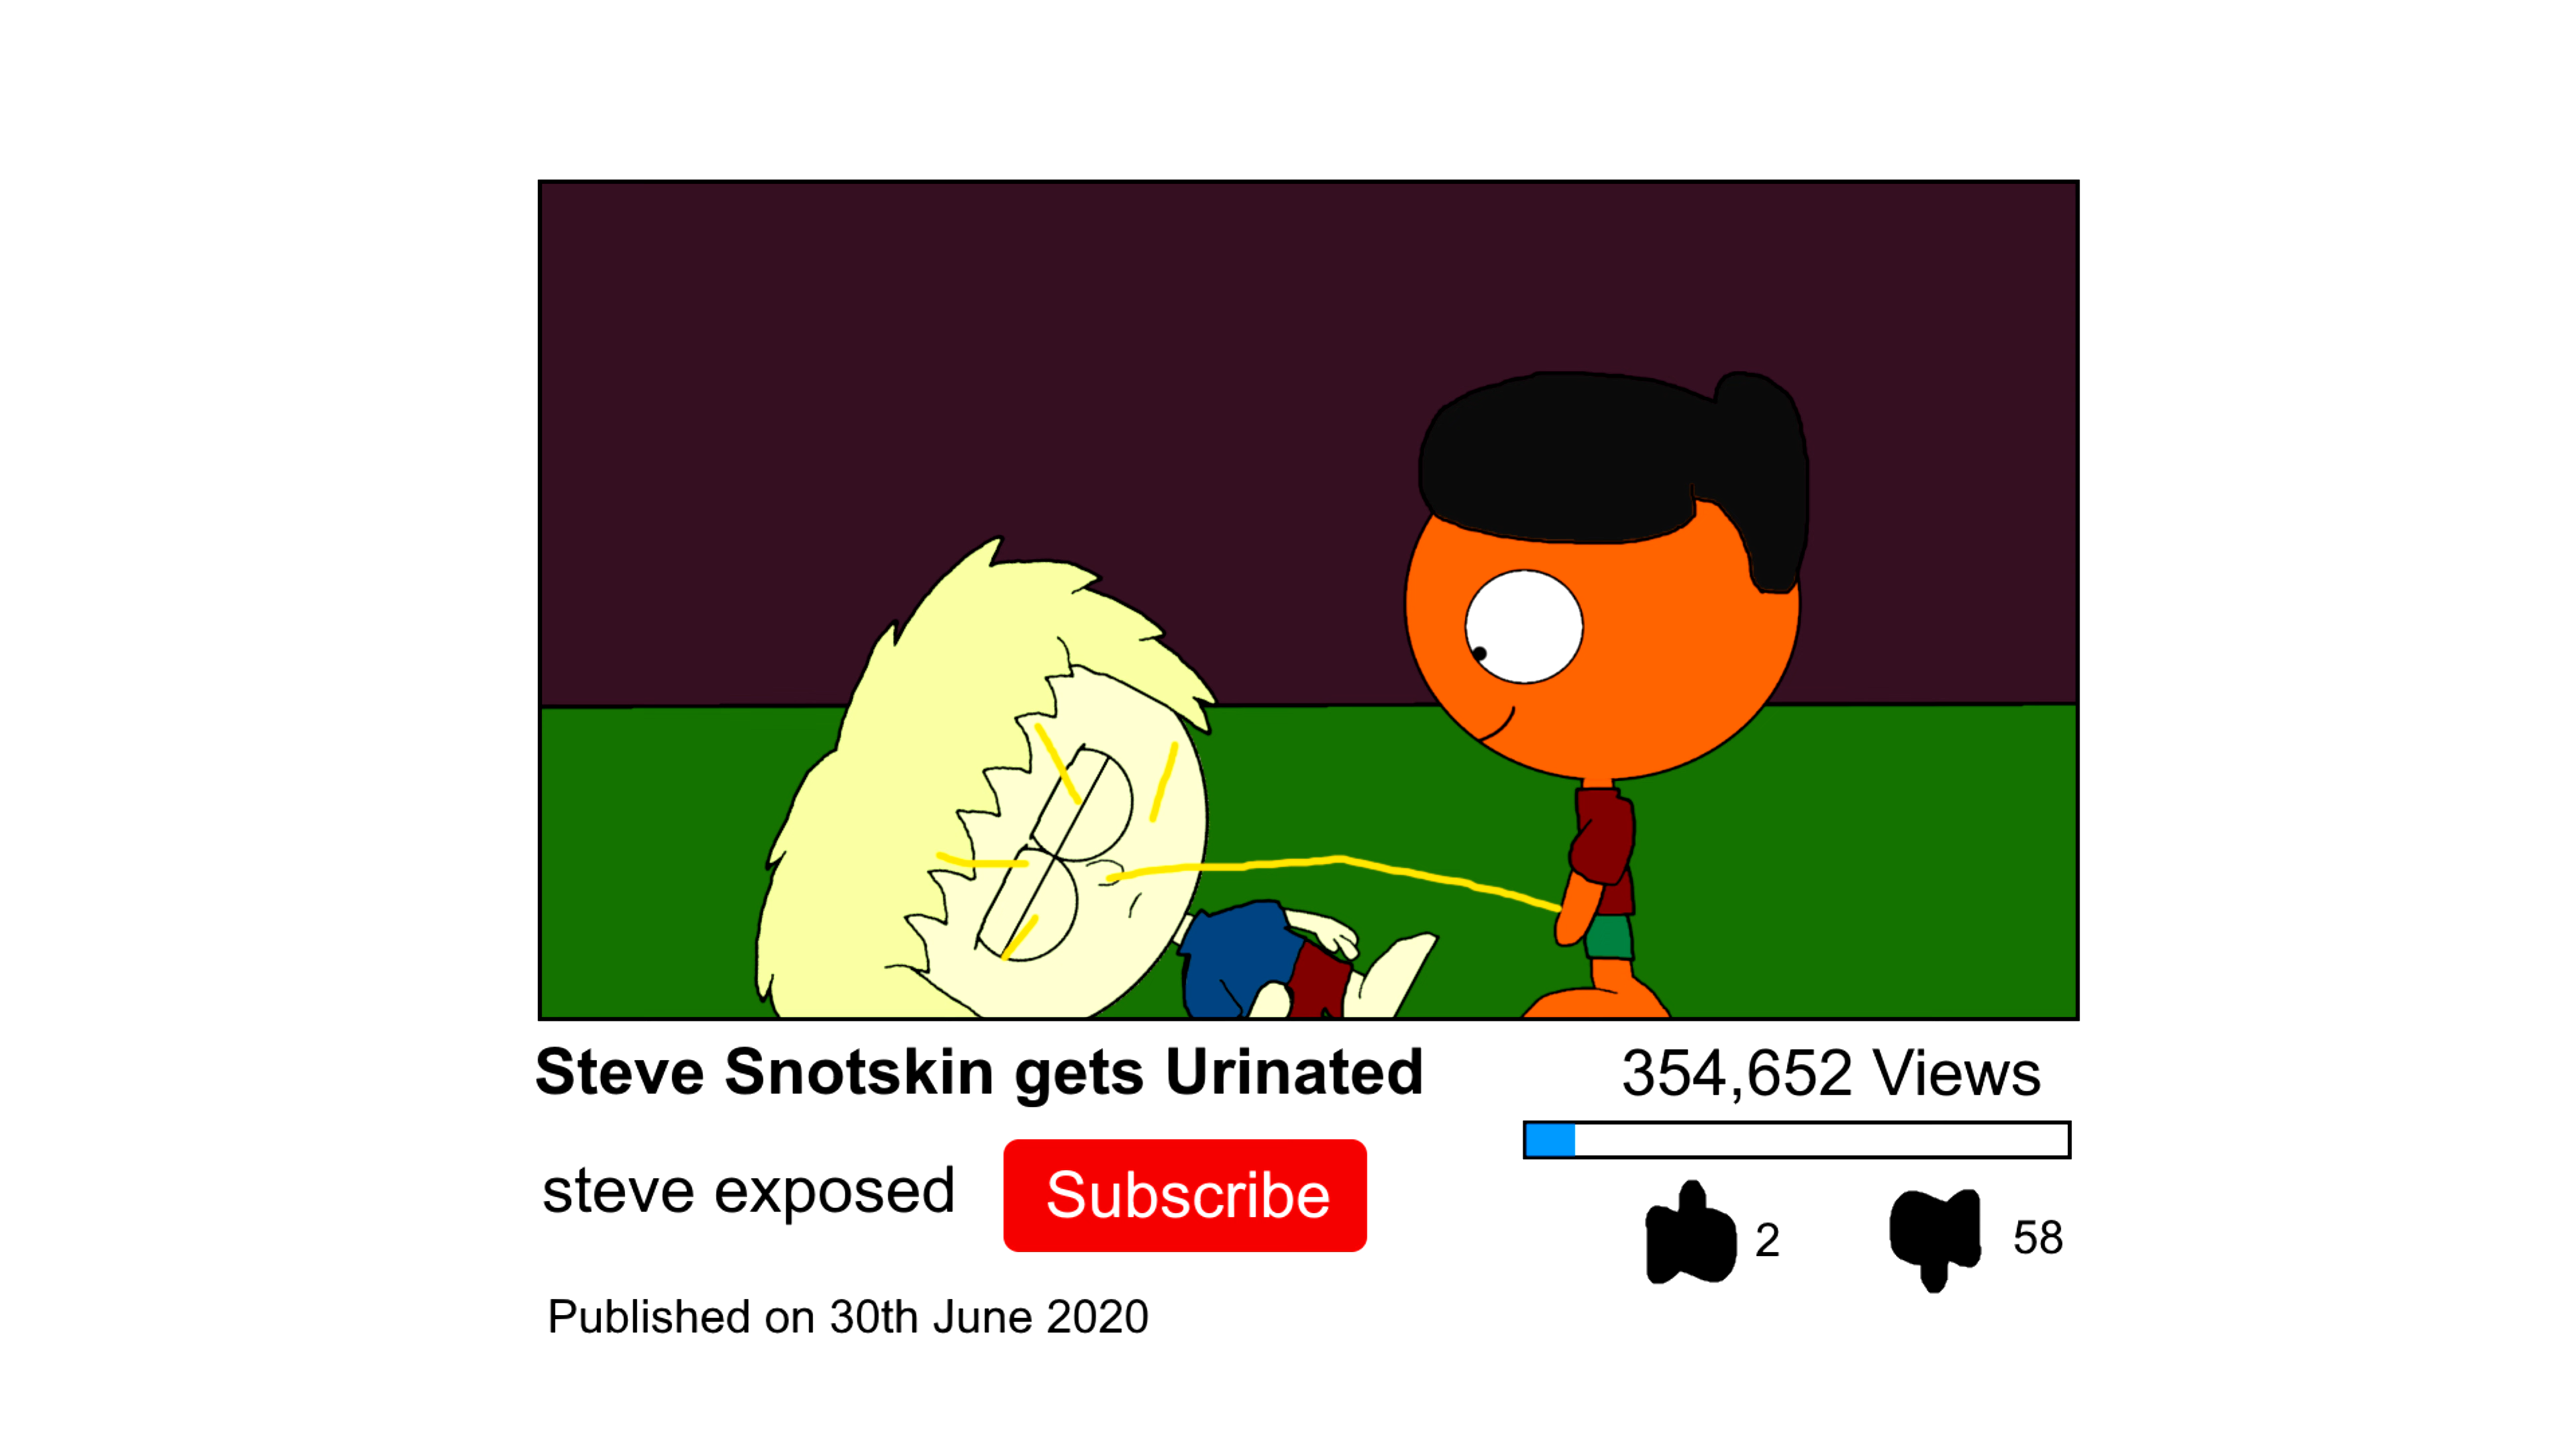 Steve Snotskin gets Urinated
354,652 Views
steve exposed
Subscribe
2
58
Published on 30th June 2020